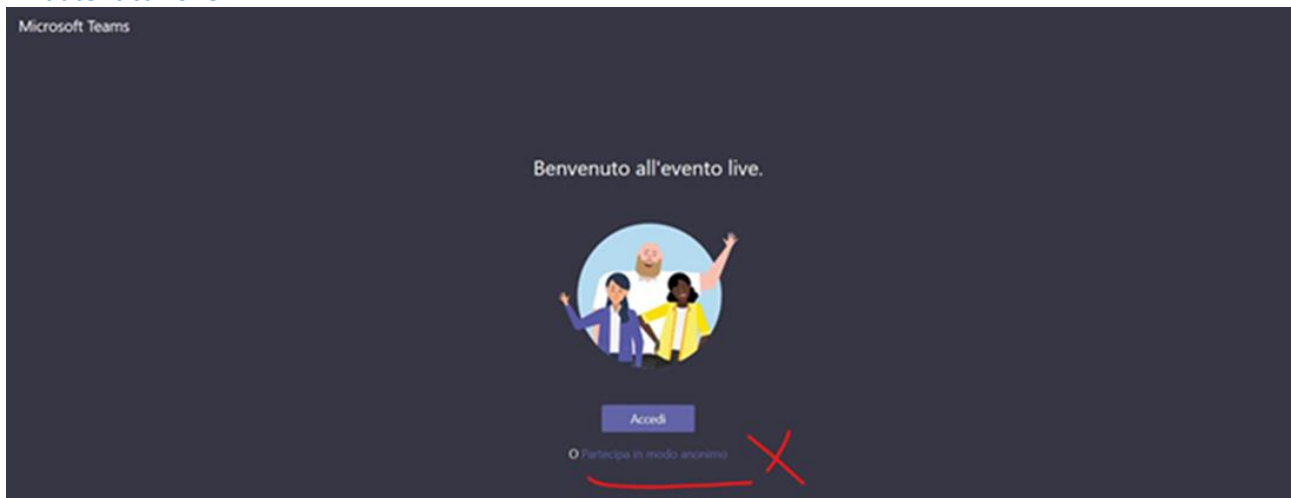 Microsoft Teams
Benvenuto all'evento live.
Accedi
O Partecipa in modo anonimo